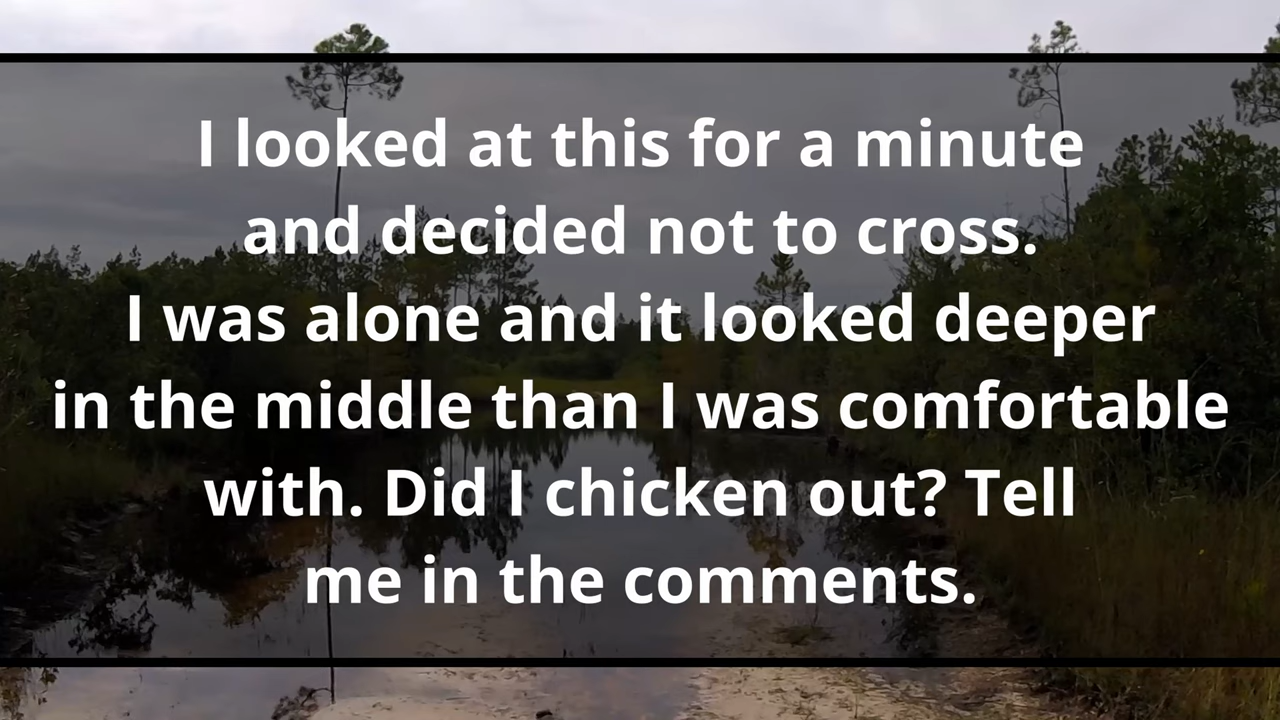 I looked at this for a minute
and decided not to cross.
I was alone and it looked deeper
in the middle than I was comfortable
with. Did I chicken out? Tell
me in the comments.